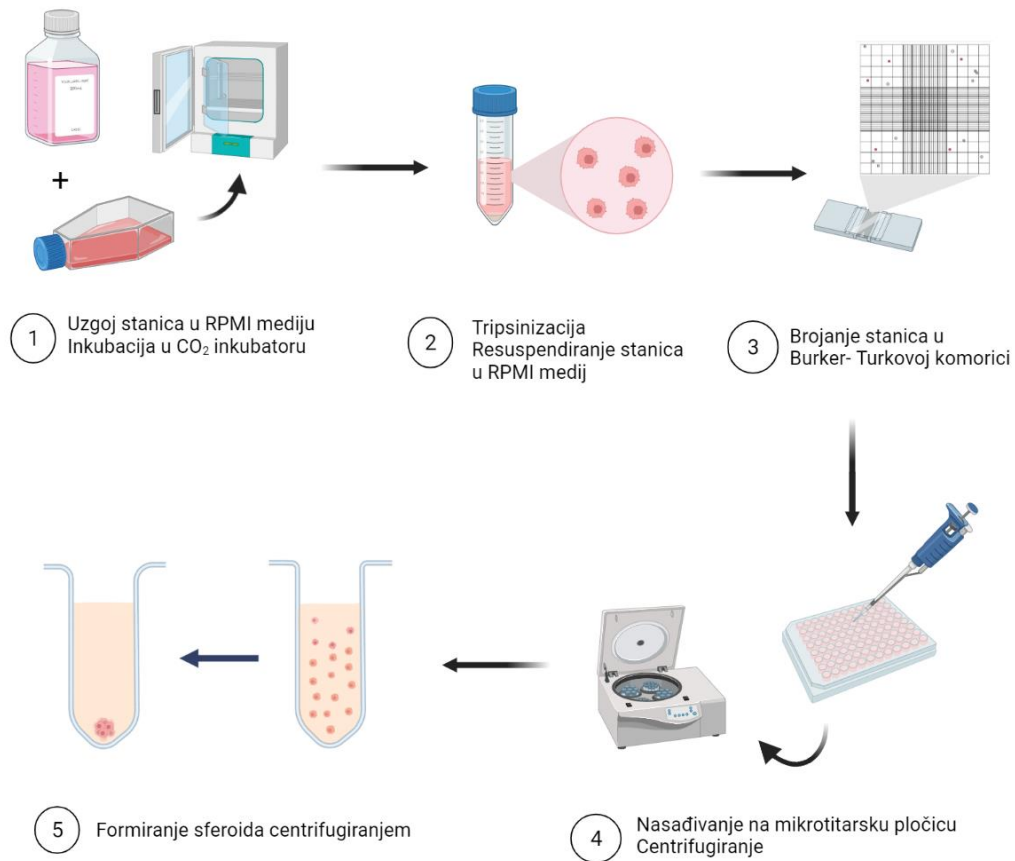 1
Uzgoj stanica u RPMI mediju
Inkubacija u CO₂ inkubatoru
2
Tripsinizacija
Resuspendiranje stanica
u RPMI medij
3
Brojanje stanica u
Burker- Turkovoj komorici
+
5
Formiranje sferoida centrifugiranjem
4
Nasađivanje na mikrotitarsku pločicu
Centrifugiranje